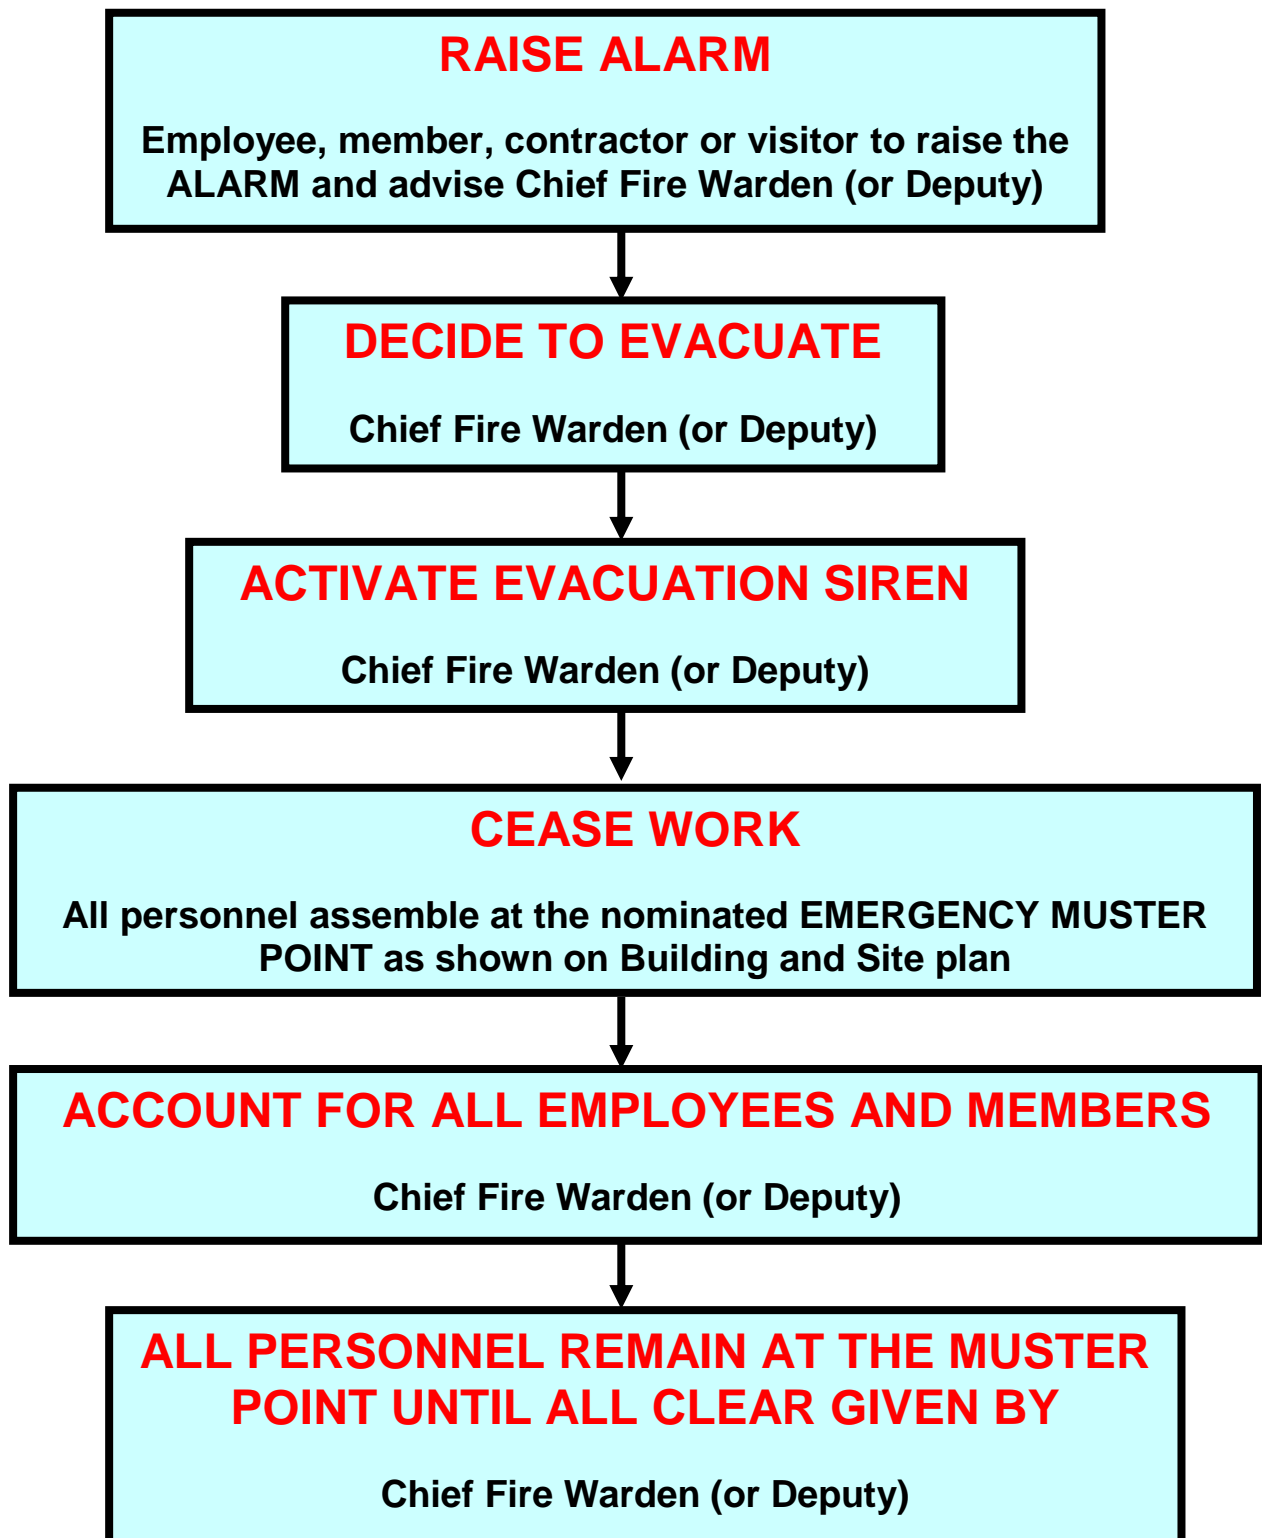 RAISE ALARM
Employee, member, contractor or visitor to raise the
ALARM and advise Chief Fire Warden (or Deputy)
DECIDE TO EVACUATE
Chief Fire Warden (or Deputy)
ACTIVATE EVACUATION SIREN
Chief Fire Warden (or Deputy)
CEASE WORK
All personnel assemble at the nominated EMERGENCY MUSTER
POINT as shown on Building and Site plan
ACCOUNT FOR ALL EMPLOYEES AND MEMBERS
Chief Fire Warden (or Deputy)
ALL PERSONNEL REMAIN AT THE MUSTER
POINT UNTIL ALL CLEAR GIVEN BY
Chief Fire Warden (or Deputy)